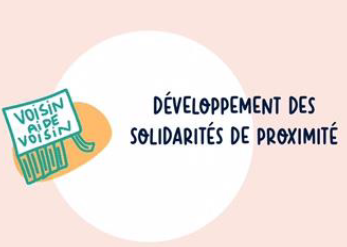 VOISIN
AIDE
VOISIN
DÉVELOPPEMENT DES
SOLIDARITÉS DE PROXIMITÉ